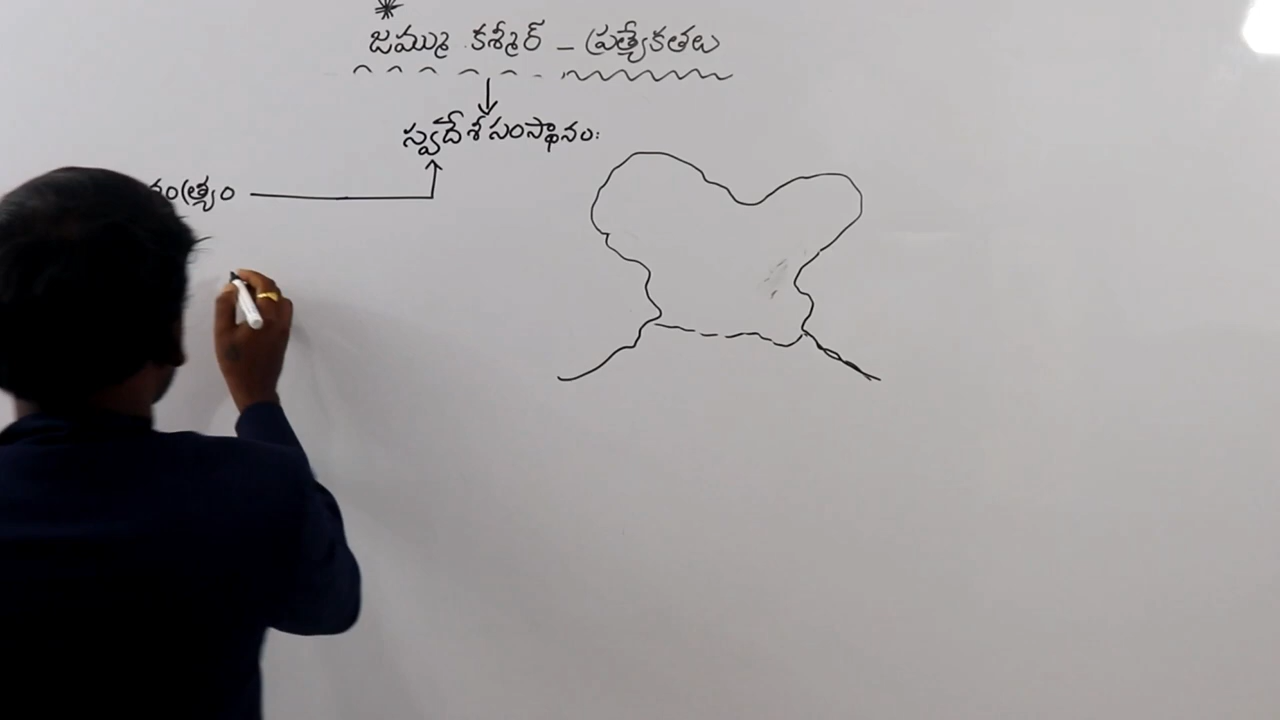 * జమ్ము కశ్మీర్ - ప్రత్యేకతలు
స్వదేశీ సంస్థానం: